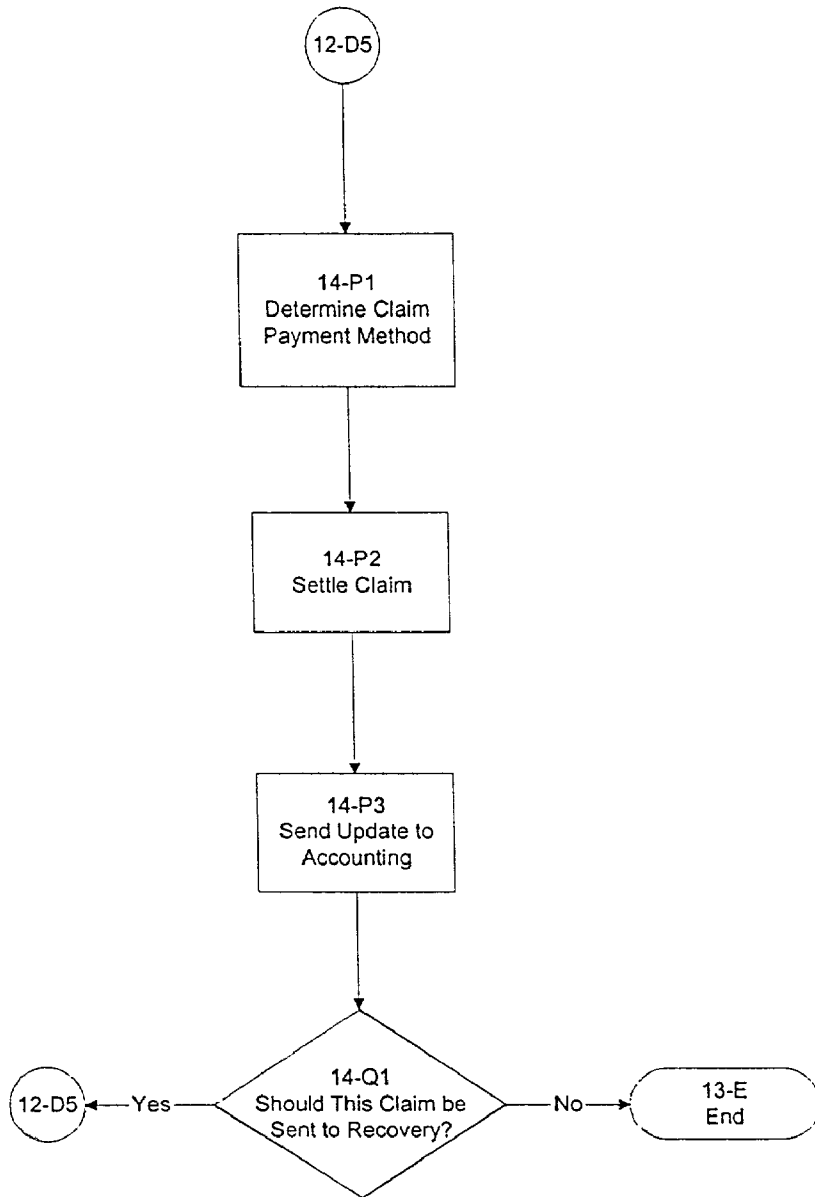 12-D5
14-P1
Determine Claim
Payment Method
14-P2
Settle Claim
14-P3
Send Update to
Accounting
14-Q1
Should This Claim be
Sent to Recovery?
12-D5
Yes
No
13-E
End